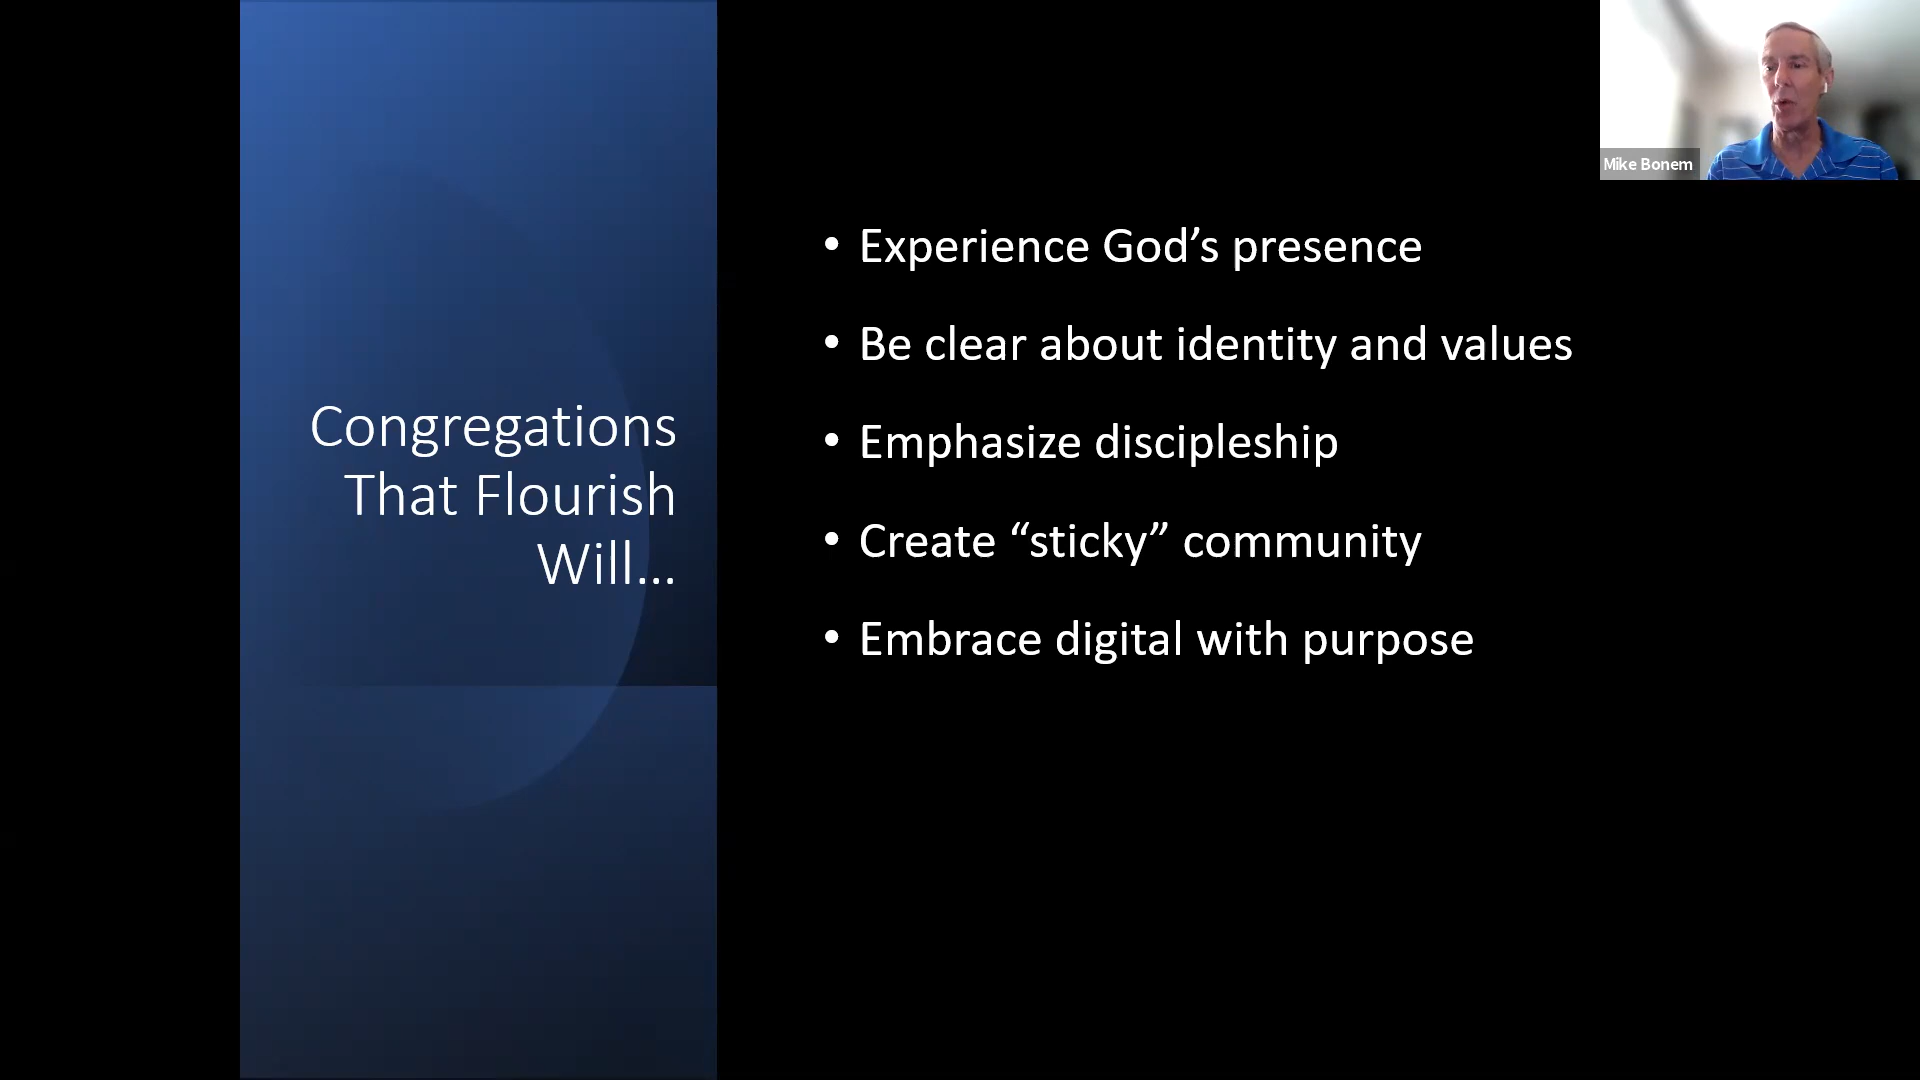 Congregations
That Flourish
Will...
• Experience God’s presence
• Be clear about identity and values
• Emphasize discipleship
• Create “sticky” community
• Embrace digital with purpose
Mike Bonem